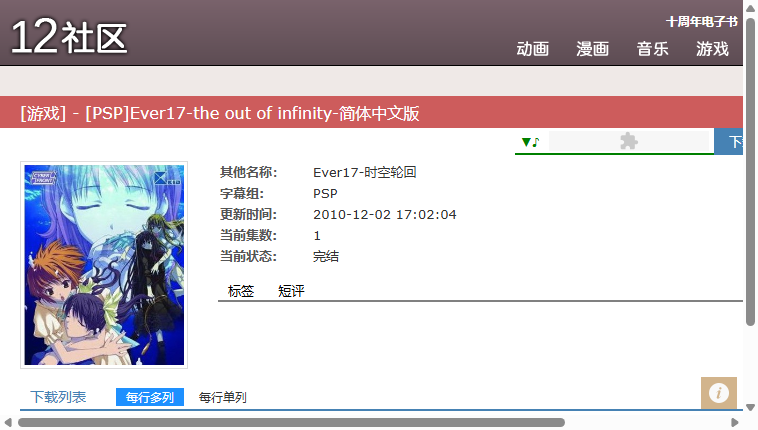 12社区
十周年电子书
动画 漫画 音乐 游戏
[游戏] - [PSP]Ever17-the out of infinity-简体中文版
▼♪
下
其他名称: Ever17-时空轮回
字幕组: PSP
更新时间: 2010-12-02 17:02:04
当前集数: 1
当前状态: 完结
标签 短评
下载列表 每行多列 每行单列